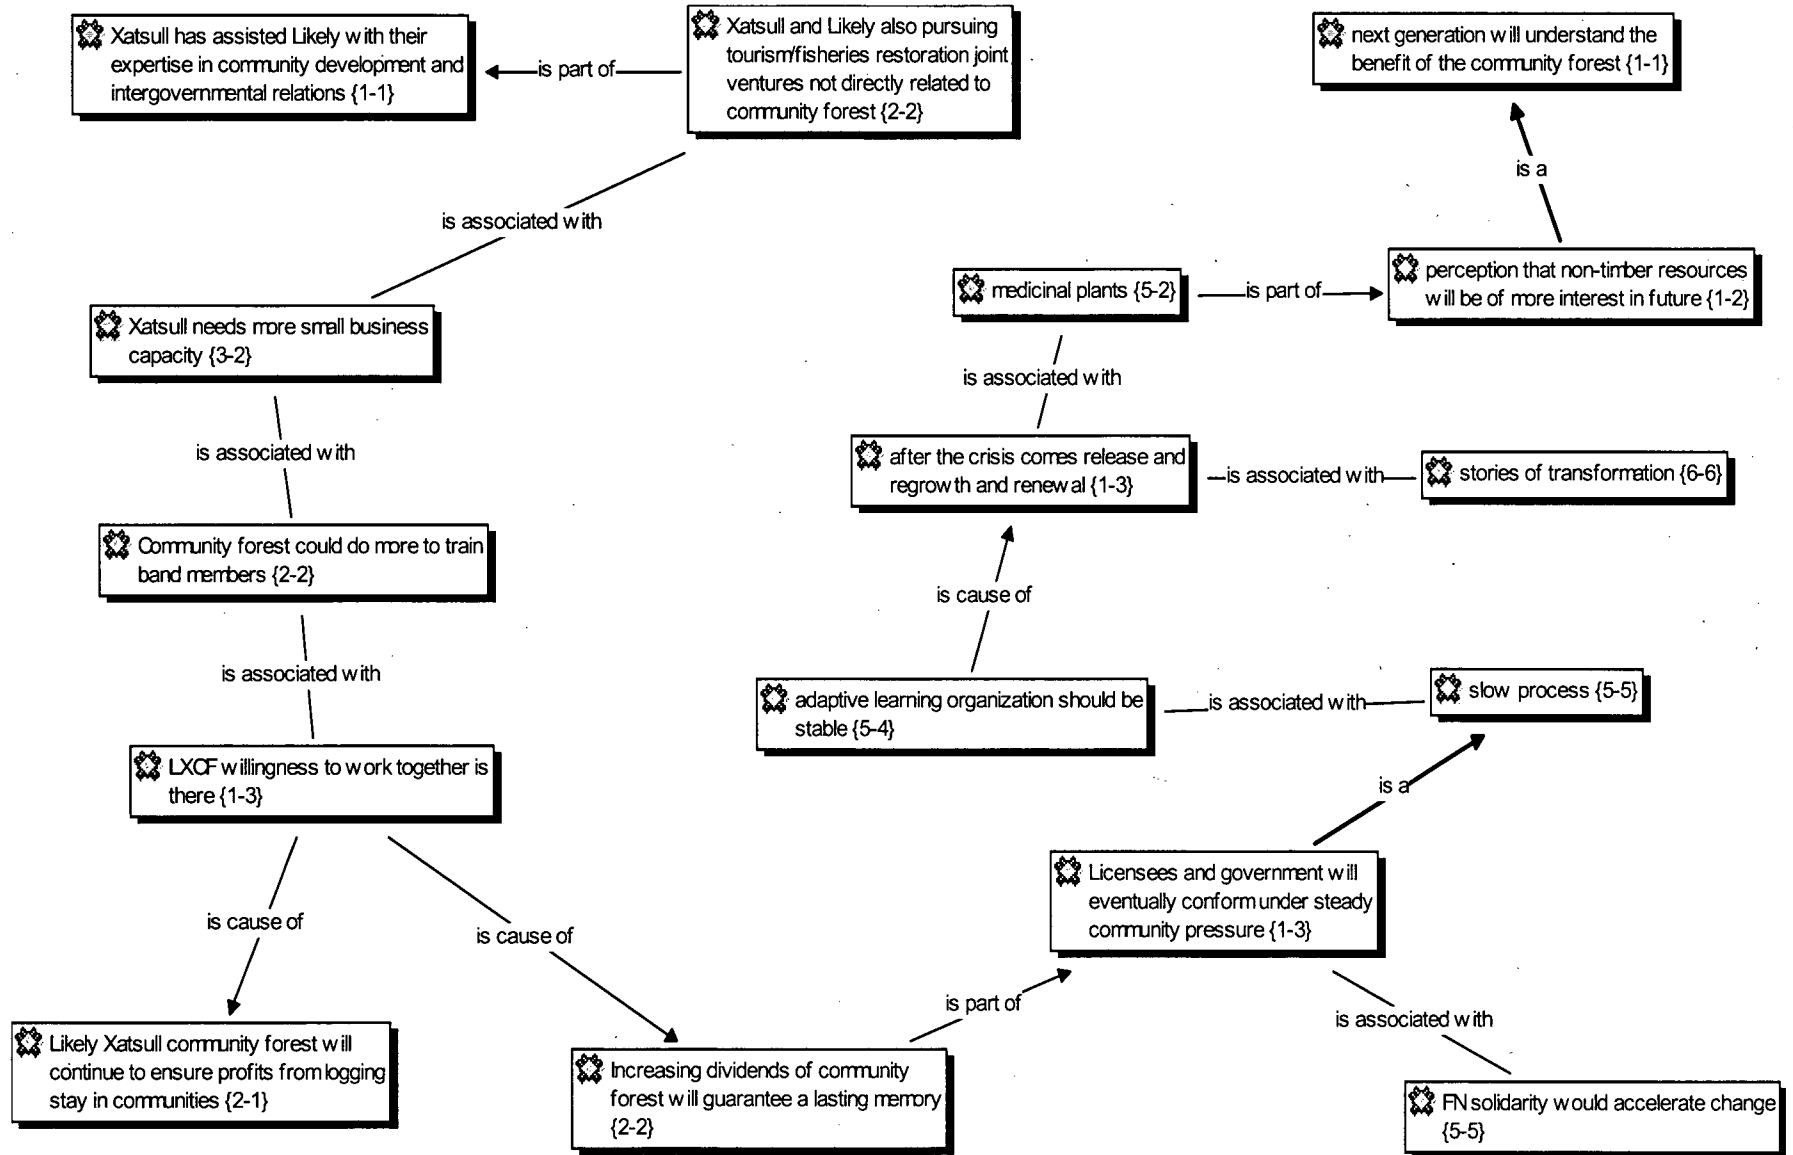 Xatsull has assisted Likely with their
expertise in community development and
intergovernmental relations {1-1}
is part of
Xatsull and Likely also pursuing
tourism/fisheries restoration joint
ventures not directly related to
community forest {2-2}
next generation will understand the
benefit of the community forest {1-1}
is a
is associated with
medicinal plants {5-2}
is part of
perception that non-timber resources
will be of more interest in future {1-2}
Xatsull needs more small business
capacity {3-2}
is associated with
is associated with
after the crisis comes release and
regrowth and renewal {1-3}
is associated with
stories of transformation {6-6}
Community forest could do more to train
band members {2-2}
is cause of
is associated with
adaptive learning organization should be
stable {5-4}
is associated with
slow process {5-5}
LXCF willingness to work together is
there {1-3}
is a
Licensees and government will
eventually conform under steady
community pressure {1-3}
is cause of
is cause of
is part of
is associated with
Likely Xatsull community forest will
continue to ensure profits from logging
stay in communities {2-1}
Increasing dividends of community
forest will guarantee a lasting memory
{2-2}
FN solidarity would accelerate change
{5-5}